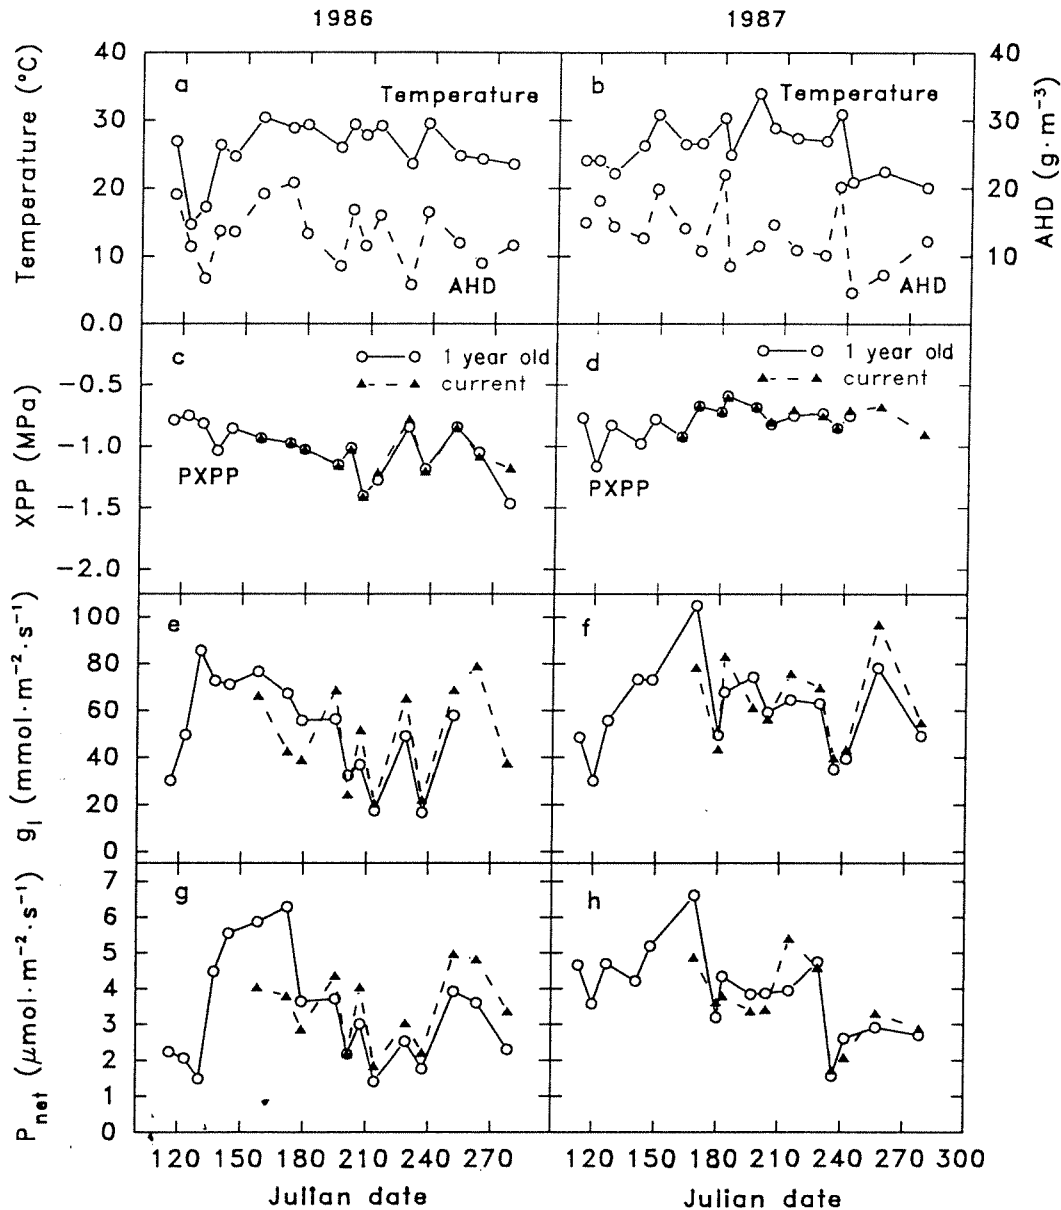 1986 1987
Temperature (°C)
40
30
20
10
0.0
a
Temperature
AHD
b
Temperature
AHD
40
30
20
10
AHD (g·m⁻³)
XPP (MPa)
−0.5
−1.0
−1.5
−2.0
c
1 year old
current
PXPP
d
1 year old
current
PXPP
gₗ (mmol·m⁻²·s⁻¹)
100
80
60
40
20
0
e
f
Pnet (μmol·m⁻²·s⁻¹)
7
6
5
4
3
2
1
0
g
h
120 150 180 210 240 270 120 150 180 210 240 270 300
Julian date Julian date